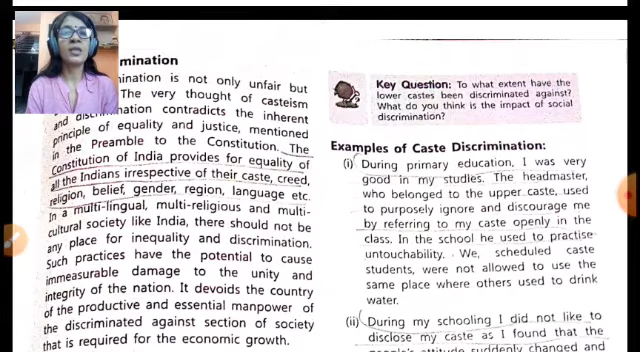 mination
ination is not only unfair but
The very thought of casteism
and discrimination contradicts the inherent
principle of equality and justice, mentioned
in the Preamble to the Constitution. The
Constitution of India provides for equality of
all the Indians irrespective of their caste, creed,
religion, belief, gender, region, language etc.
In a multi-lingual, multi-religious and multi-
cultural society like India, there should not be
any place for inequality and discrimination.
Such practices have the potential to cause
immeasurable damage to the unity and
integrity of the nation. It devoids the country
of the productive and essential manpower of
the discriminated against section of society
that is required for the economic growth.
Key Question: To what extent have the
lower castes been discriminated against?
What do you think is the impact of social
discrimination?
Examples of Caste Discrimination:
(i) During primary education, I was very
good in my studies. The headmaster,
who belonged to the upper caste, used
to purposely ignore and discourage me
by referring to my caste openly in the
class. In the school he used to practise
untouchability. We, scheduled caste
students, were not allowed to use the
same place where others used to drink
water.
(ii) During my schooling I did not like to
disclose my caste as I found that the
people's attitude suddenly changed and